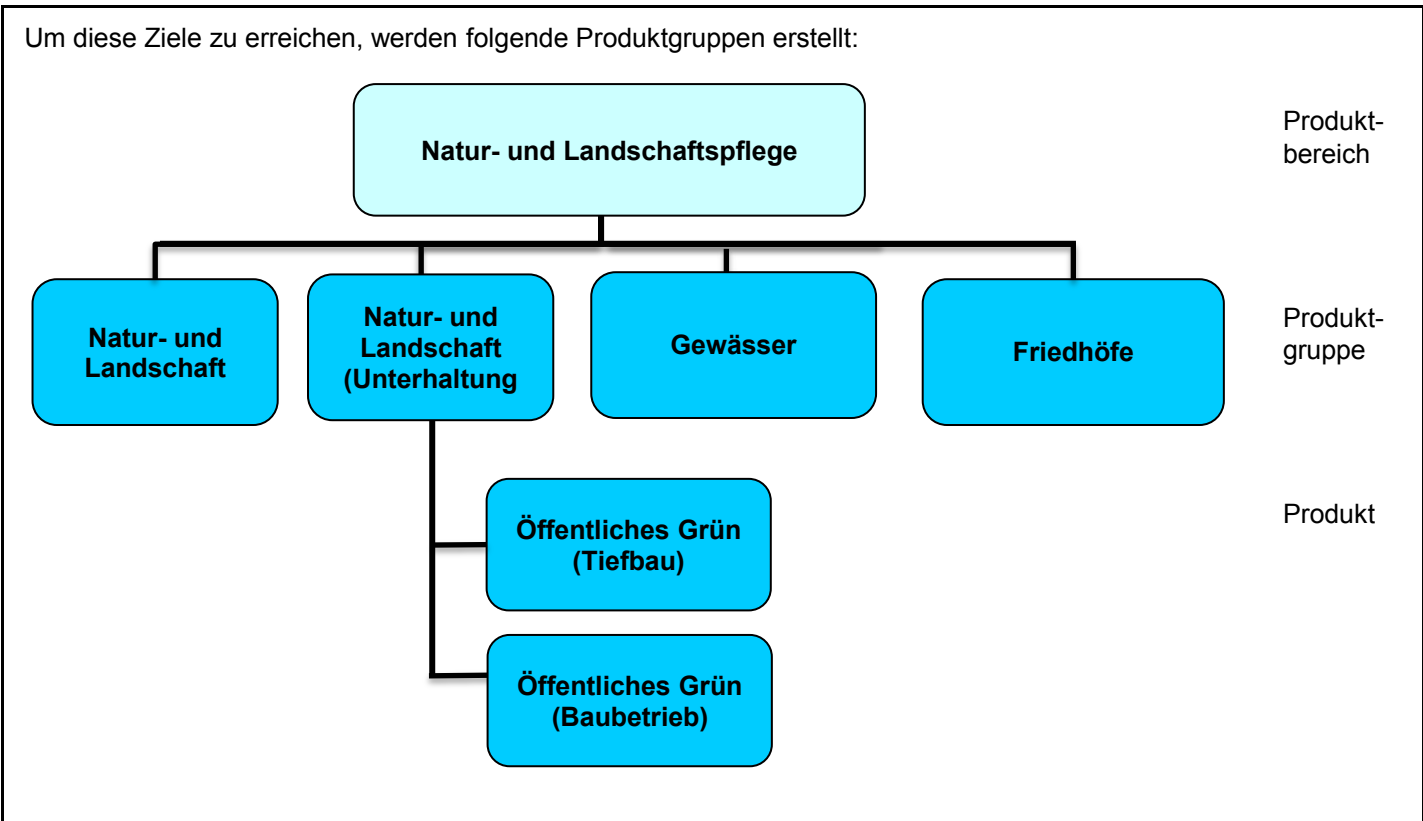 Um diese Ziele zu erreichen, werden folgende Produktgruppen erstellt:
Natur- und Landschaftspflege
Produkt-
bereich
Natur- und
Landschaft
Natur- und
Landschaft
(Unterhaltung
Gewässer
Friedhöfe
Produkt-
gruppe
Öffentliches Grün
(Tiefbau)
Produkt
Öffentliches Grün
(Baubetrieb)